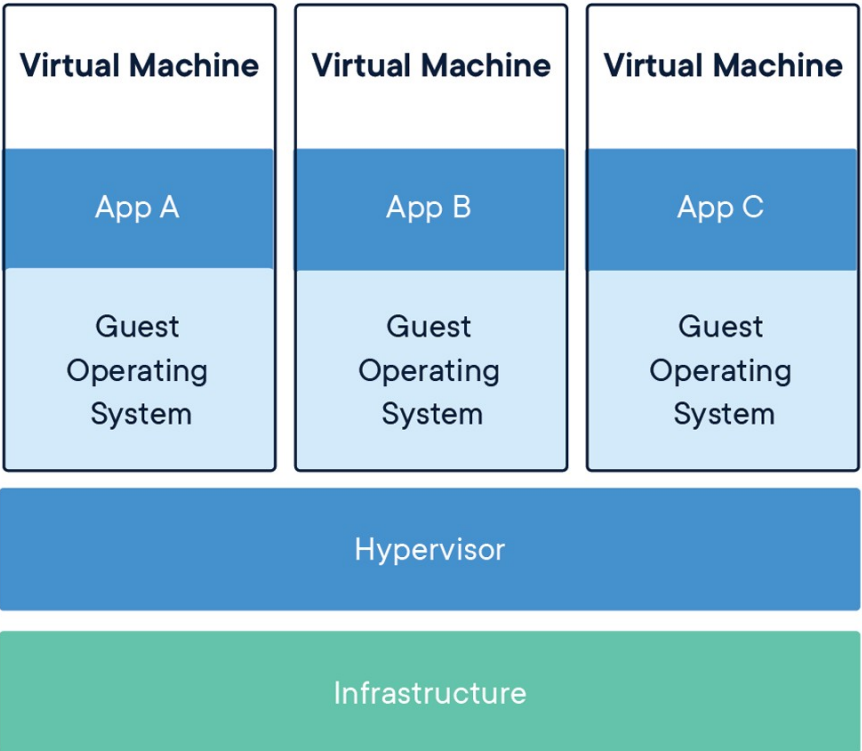 Virtual Machine
Virtual Machine
Virtual Machine
App A
App B
App C
Guest
Operating
System
Guest
Operating
System
Guest
Operating
System
Hypervisor
Infrastructure